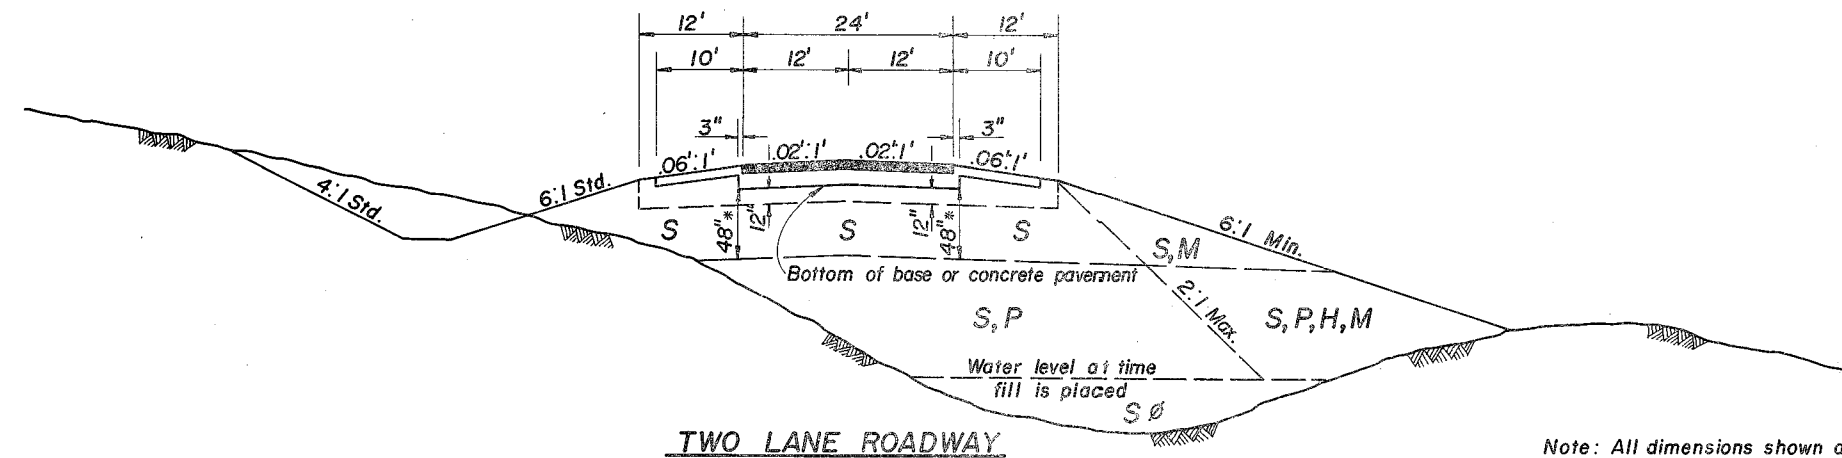 12' 24' 12'
10' 12' 12' 10'
3" 3"
.06':1' .02':1' .02':1' .06':1'
4:1 Std. 6:1 Std. 6:1 Min.
S 48"* 12" S 12" 48"* S S,M
Bottom of base or concrete pavement
2:1 Max.
S,P S,P,H,M
Water level at time
fill is placed
S Ø
TWO LANE ROADWAY
Note: All dimensions shown